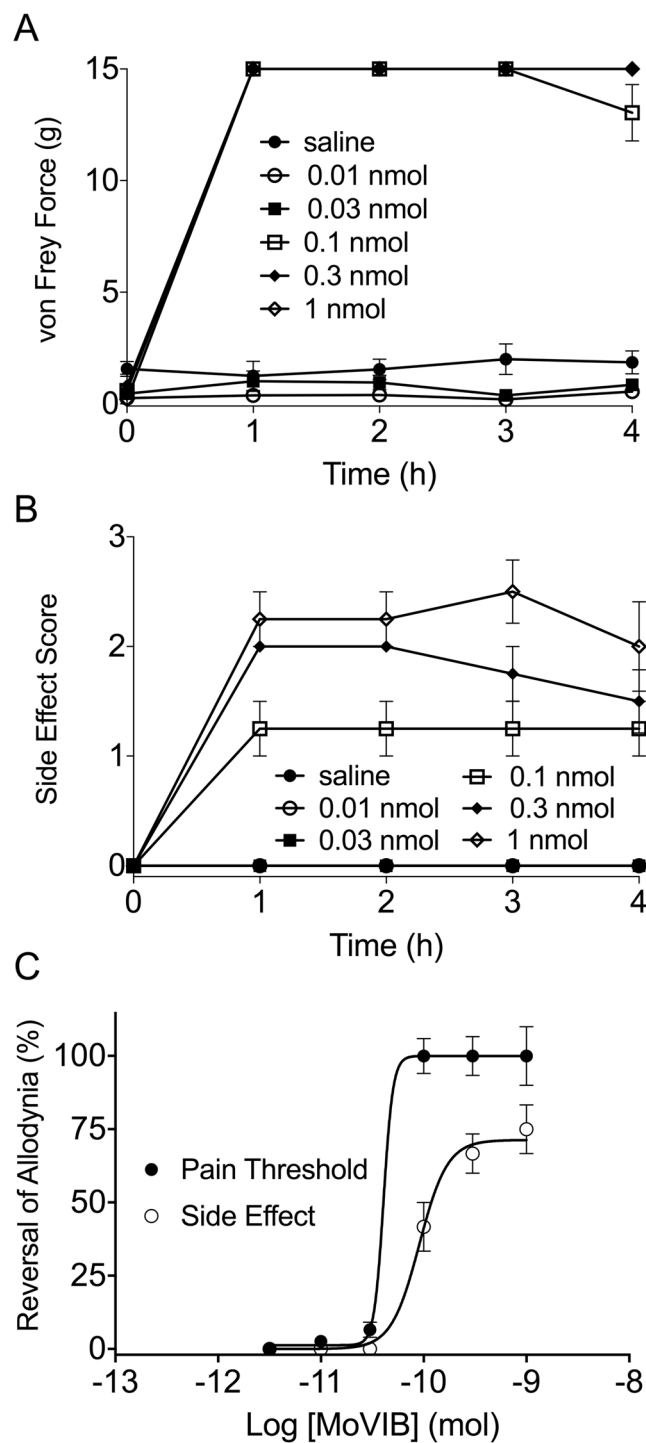 A
von Frey Force (g)
15
10
5
0
saline
0.01 nmol
0.03 nmol
0.1 nmol
0.3 nmol
1 nmol
0 1 2 3 4
Time (h)
B
Side Effect Score
3
2
1
0
saline 0.1 nmol
0.01 nmol 0.3 nmol
0.03 nmol 1 nmol
0 1 2 3 4
Time (h)
C
Reversal of Allodynia (%)
100
75
50
25
0
Pain Threshold
Side Effect
-13 -12 -11 -10 -9 -8
Log [MoVIB] (mol)